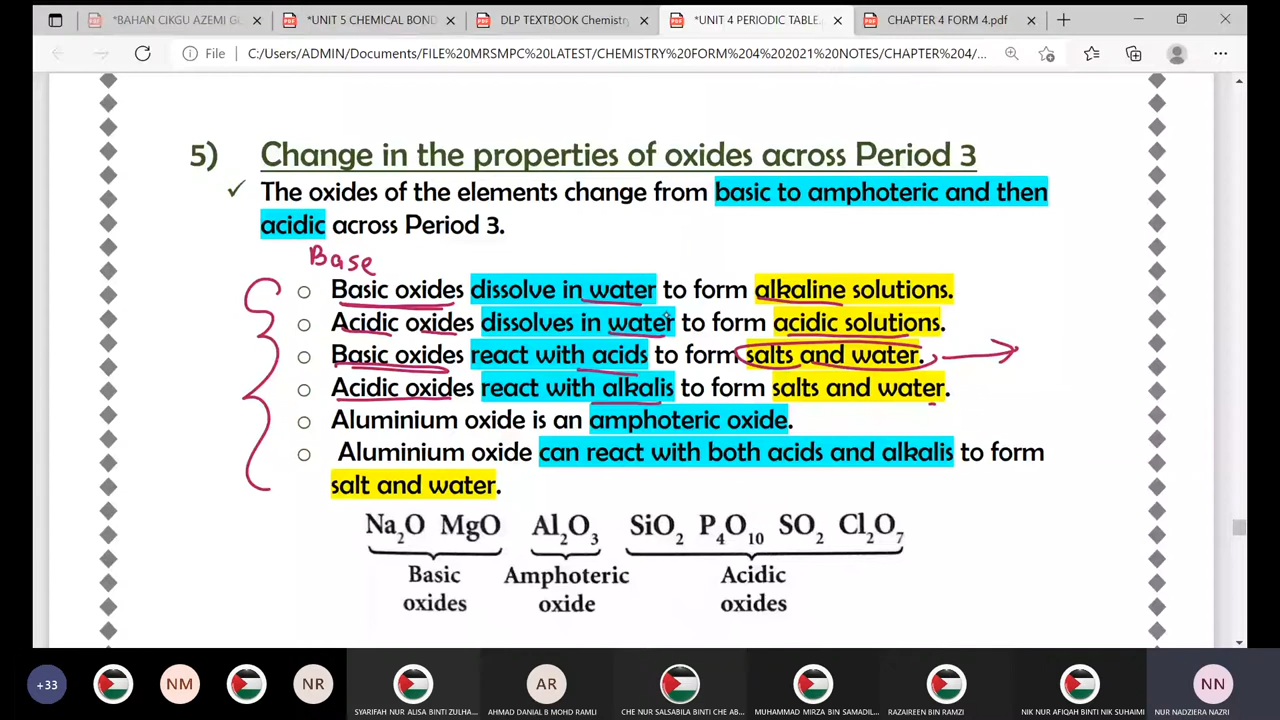 *BAHAN CIKGU AZEMI G
*UNIT 5 CHEMICAL BOND
DLP TEXTBOOK Chemistry
*UNIT 4 PERIODIC TABLE.
CHAPTER 4 FORM 4.pdf
File
C:/Users/ADMIN/Documents/FILE%20MRSMPC%20LATEST/CHEMISTRY%20FORM%204%202021%20NOTES/CHAPTER%204/...
5) Change in the properties of oxides across Period 3
✓ The oxides of the elements change from basic to amphoteric and then
acidic across Period 3.
Base
o Basic oxides dissolve in water to form alkaline solutions.
o Acidic oxides dissolves in water to form acidic solutions.
o Basic oxides react with acids to form salts and water.
o Acidic oxides react with alkalis to form salts and water.
o Aluminium oxide is an amphoteric oxide.
o Aluminium oxide can react with both acids and alkalis to form
salt and water.
Na₂O MgO Al₂O₃ SiO₂ P₄O₁₀ SO₂ Cl₂O₇
Basic Amphoteric Acidic
oxides oxide oxides
+33 NM NR AR NN
SYARIFAH NUR ALISA BINTI ZULHA...
AHMAD DANIAL B MOHD RAMLI
CHE NUR SALSABILA BINTI CHE AB...
MUHAMMAD MIRZA BIN SAMADIL...
RAZAIREEN BIN RAMZI
NIK NUR AFIQAH BINTI NIK SUHAIMI
NUR NADZIERA NAZRI